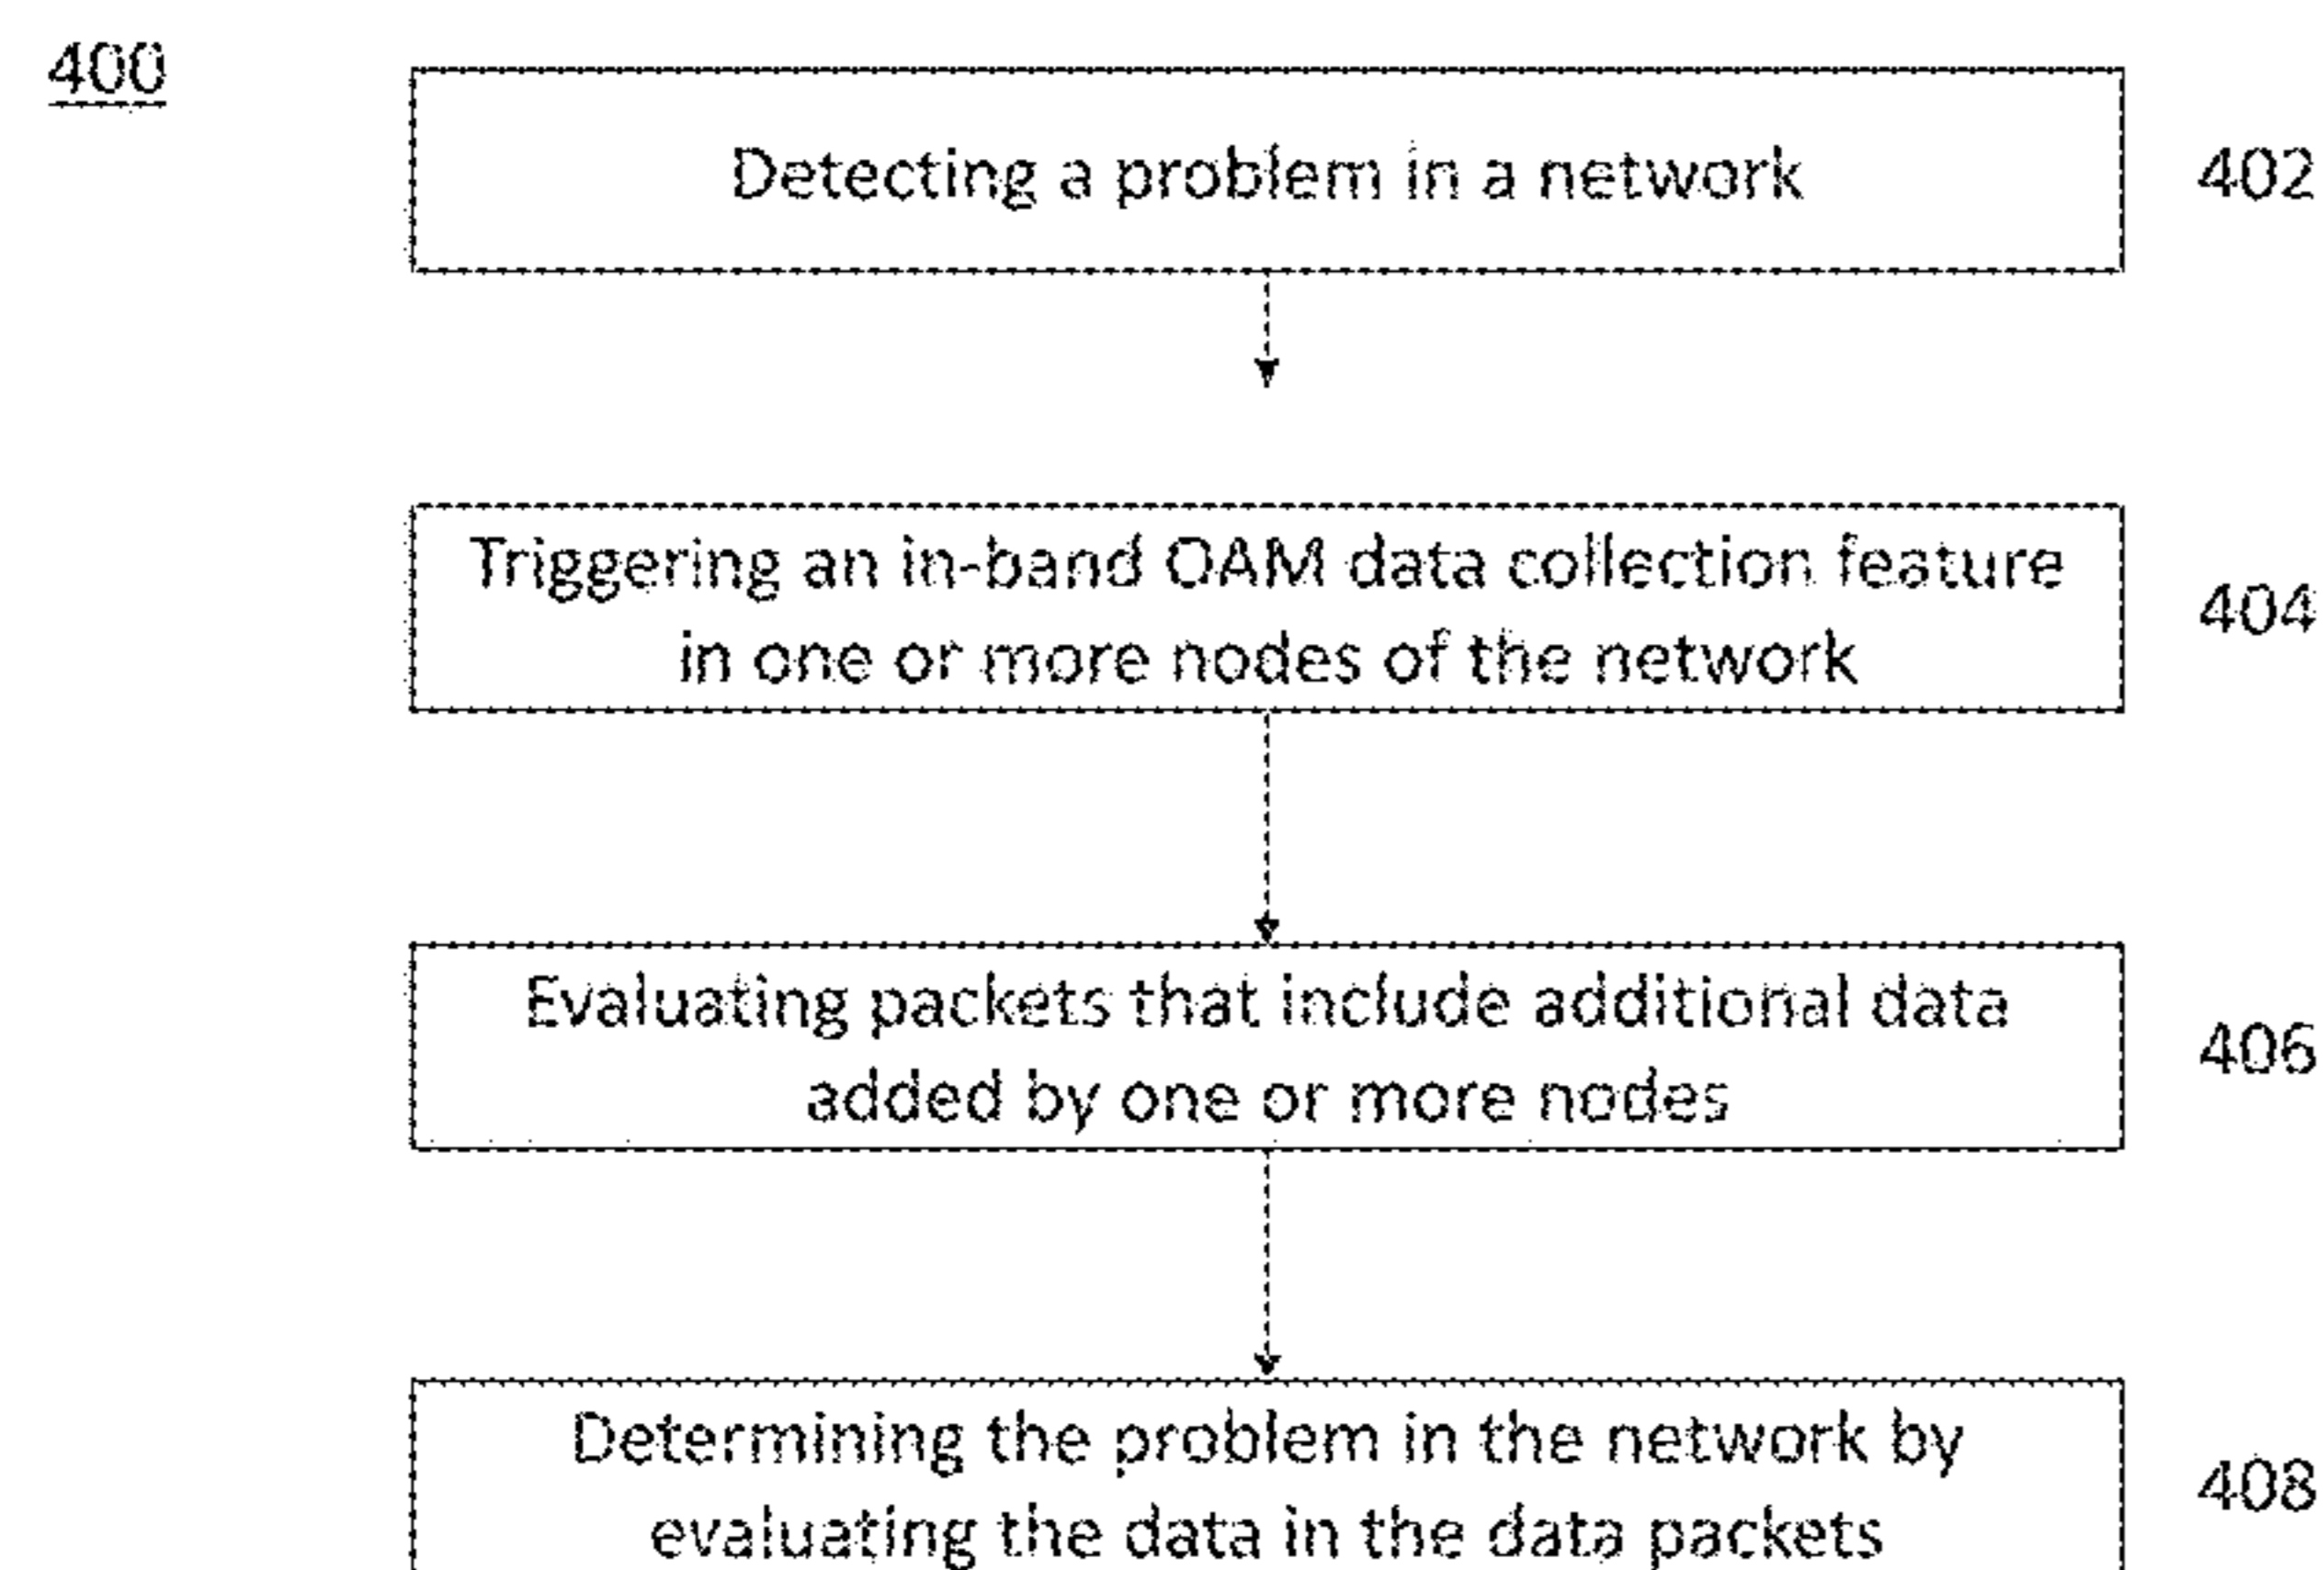 400
Detecting a problem in a network
402
Triggering an in-band OAM data collection feature
in one or more nodes of the network
404
Evaluating packets that include additional data
added by one or more nodes
406
Determining the problem in the network by
evaluating the data in the data packets
408